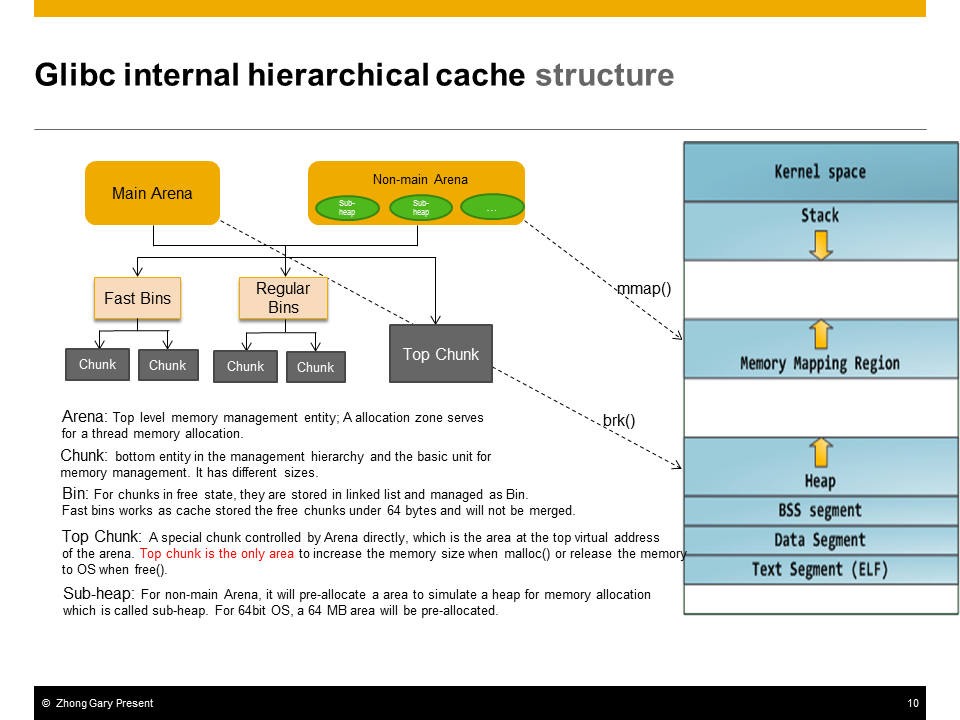 Glibc internal hierarchical cache structure
Main Arena
Non-main Arena
Sub-
heap
Sub-
heap
...
Fast Bins
Regular
Bins
Chunk
Chunk
Chunk
Chunk
Top Chunk
mmap()
brk()
Kernel space
Stack
Memory Mapping Region
Heap
BSS segment
Data Segment
Text Segment (ELF)
Arena: Top level memory management entity; A allocation zone serves
for a thread memory allocation.
Chunk: bottom entity in the management hierarchy and the basic unit for
memory management. It has different sizes.
Bin: For chunks in free state, they are stored in linked list and managed as Bin.
Fast bins works as cache stored the free chunks under 64 bytes and will not be merged.
Top Chunk: A special chunk controlled by Arena directly, which is the area at the top virtual address
of the arena. Top chunk is the only area to increase the memory size when malloc() or release the memory
to OS when free().
Sub-heap: For non-main Arena, it will pre-allocate a area to simulate a heap for memory allocation
which is called sub-heap. For 64bit OS, a 64 MB area will be pre-allocated.
© Zhong Gary Present
10